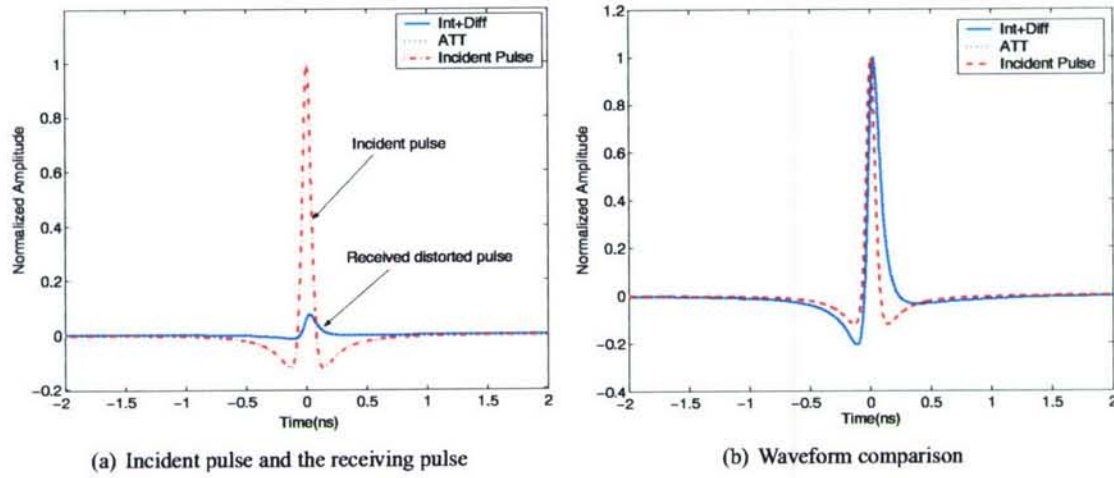 Int+Diff
ATT
Incident Pulse
1
0.8
0.6
0.4
0.2
0
−0.2
Normalized Amplitude
Incident pulse
Received distorted pulse
−2
−1.5
−1
−0.5
0
0.5
1
1.5
2
Time(ns)
(a) Incident pulse and the receiving pulse
Int+Diff
ATT
Incident Pulse
1.2
1
0.8
0.6
0.4
0.2
0
−0.2
−0.4
Normalized Amplitude
−2
−1.5
−1
−0.5
0
0.5
1
1.5
2
Time(ns)
(b) Waveform comparison